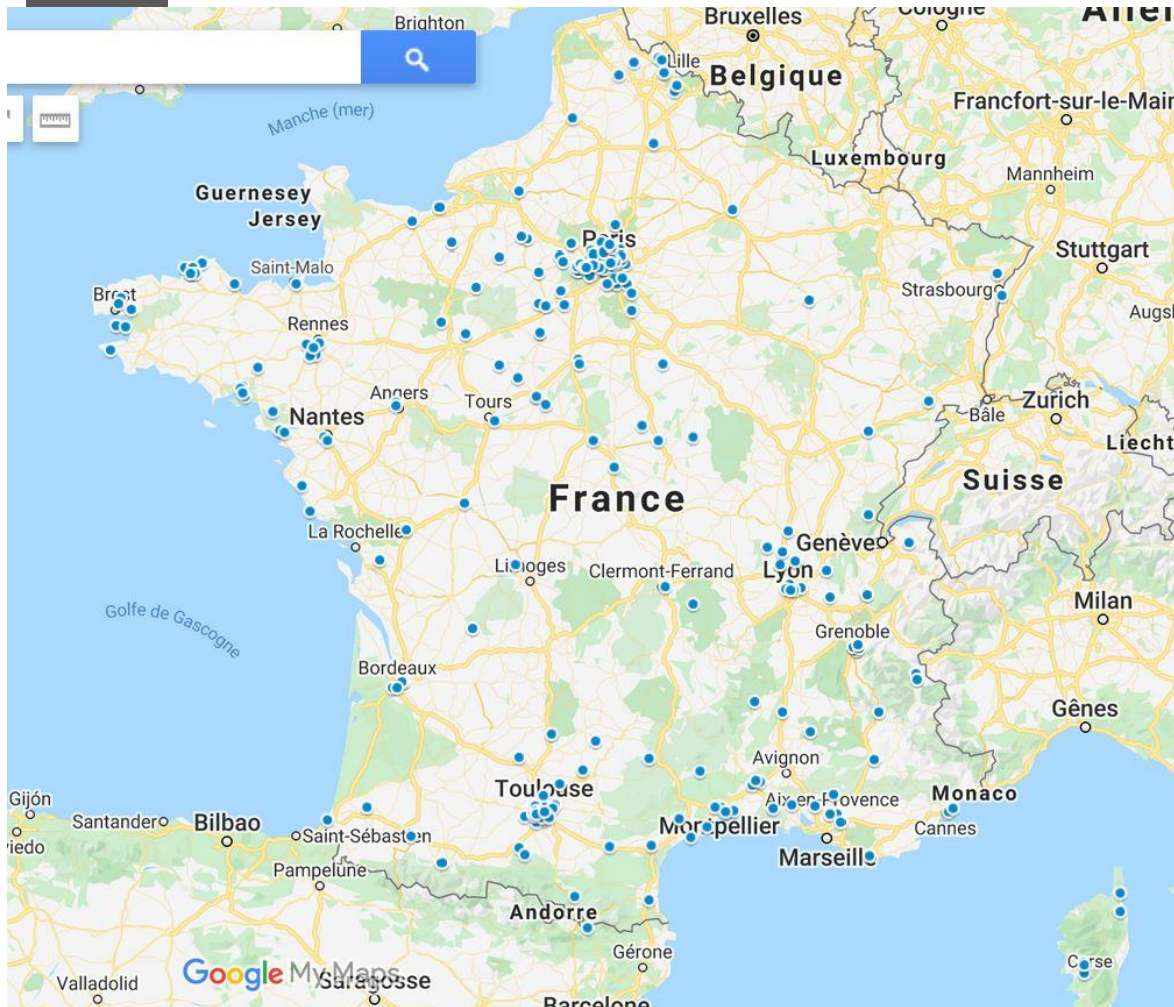 Brighton
Bruxelles
Cologne
Lille
Belgique
Manche (mer)
Francfort-sur-le-Main
Luxembourg
Mannheim
Guernesey
Jersey
Paris
Stuttgart
Saint-Malo
Strasbourg
Brest
Rennes
Augs
Angers
Tours
Bâle
Zurich
Nantes
Liecht
Suisse
France
La Rochelle
Genève
Limoges
Clermont-Ferrand
Lyon
Milan
Golfe de Gascogne
Grenoble
Bordeaux
Gênes
Avignon
Toulouse
Gijón
Aix-en-Provence
Monaco
Santander
Bilbao
Saint-Sébastien
Montpellier
Cannes
viedo
Marseille
Pampelune
Andorre
Gérone
Corse
Google My Maps
Valladolid
Saragosse
Barcelone